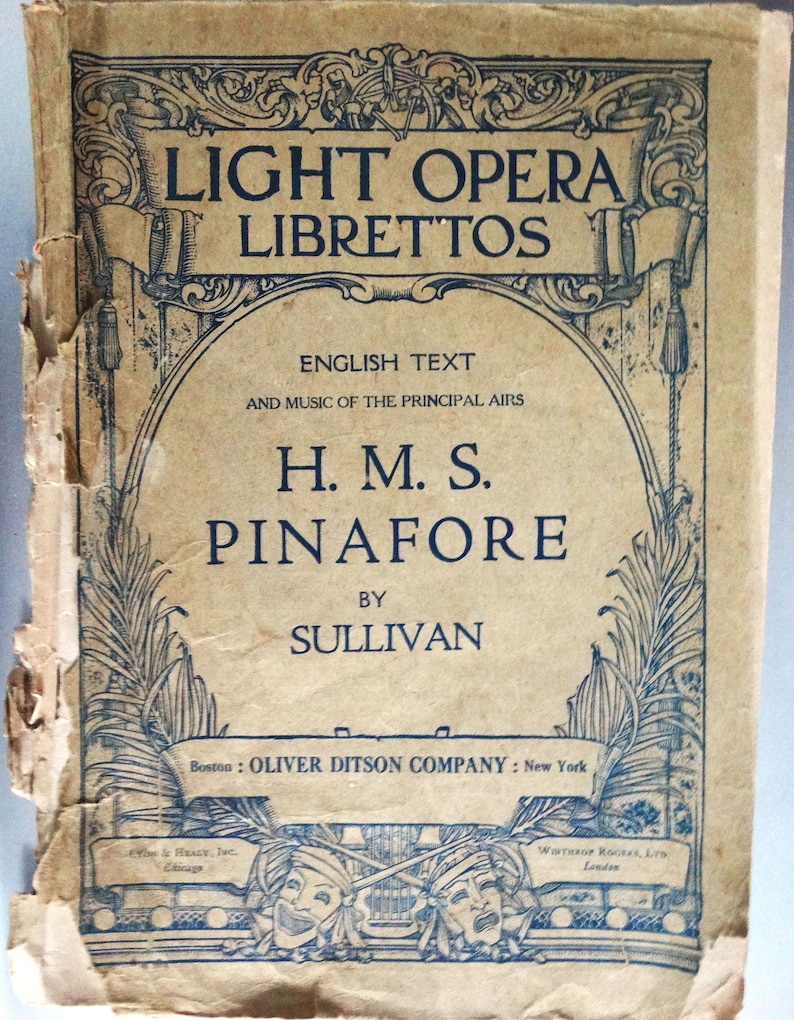 LIGHT OPERA
LIBRETTOS
ENGLISH TEXT
AND MUSIC OF THE PRINCIPAL AIRS
H. M. S.
PINAFORE
BY
SULLIVAN
Boston : OLIVER DITSON COMPANY : New York
LYON & HEALY, INC.
Chicago
WINTHROP ROGERS, LTD.
London